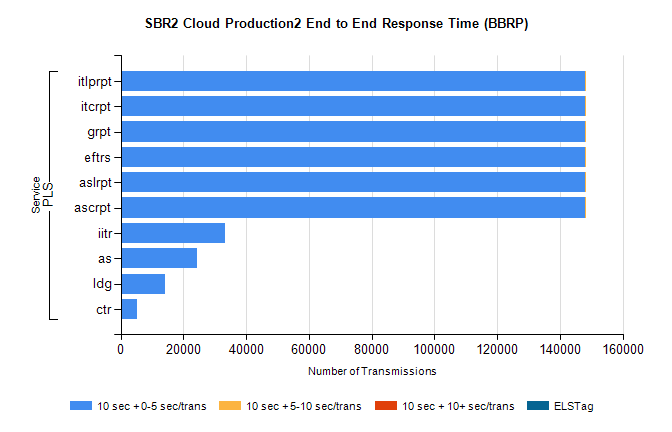 SBR2 Cloud Production2 End to End Response Time (BBRP)
Service
PLS
itlprpt
itcrpt
grpt
eftrs
aslrpt
ascrpt
iitr
as
ldg
ctr
0 20000 40000 60000 80000 100000 120000 140000 160000
Number of Transmissions
10 sec +0-5 sec/trans 10 sec +5-10 sec/trans 10 sec + 10+ sec/trans ELSTag